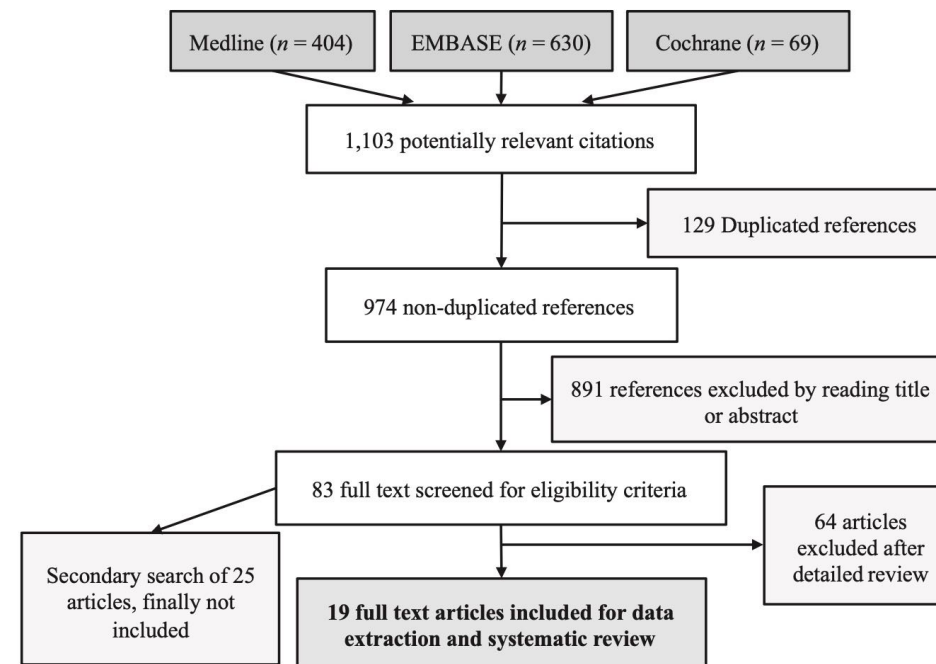 Medline (n = 404)
EMBASE (n = 630)
Cochrane (n = 69)
1,103 potentially relevant citations
129 Duplicated references
974 non-duplicated references
891 references excluded by reading title
or abstract
83 full text screened for eligibility criteria
64 articles
excluded after
detailed review
Secondary search of 25
articles, finally not
included
19 full text articles included for data
extraction and systematic review